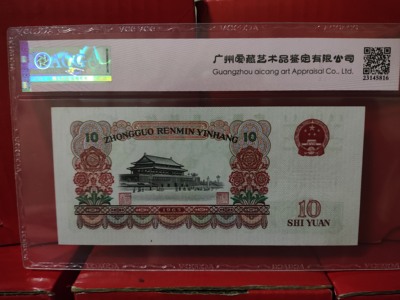 广州爱藏艺术品鉴定有限公司
Guangzhou aicang art Appraisal Co., Ltd.
23145816
ZHONGGUO RENMIN YINHANG
10 10
1965
10
SHI YUAN